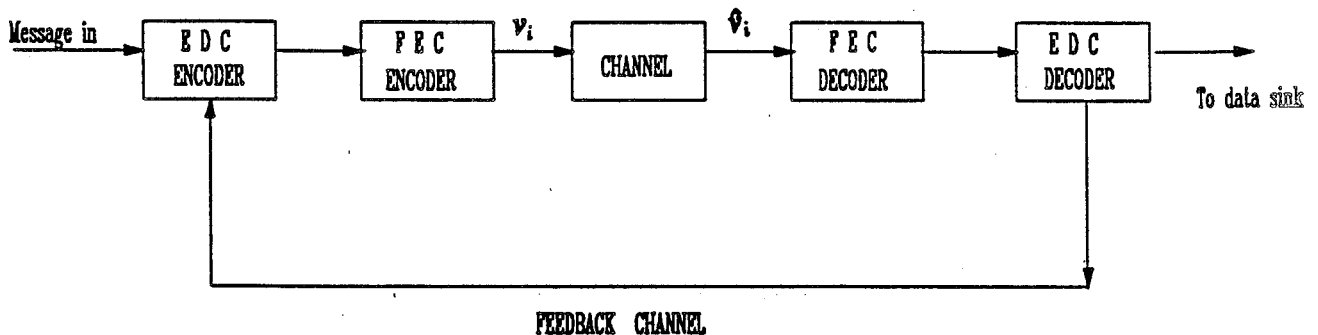 Message in
E D C
ENCODER
F E C
ENCODER
v_i
CHANNEL
v̂_i
F E C
DECODER
E D C
DECODER
To data sink
FEEDBACK CHANNEL